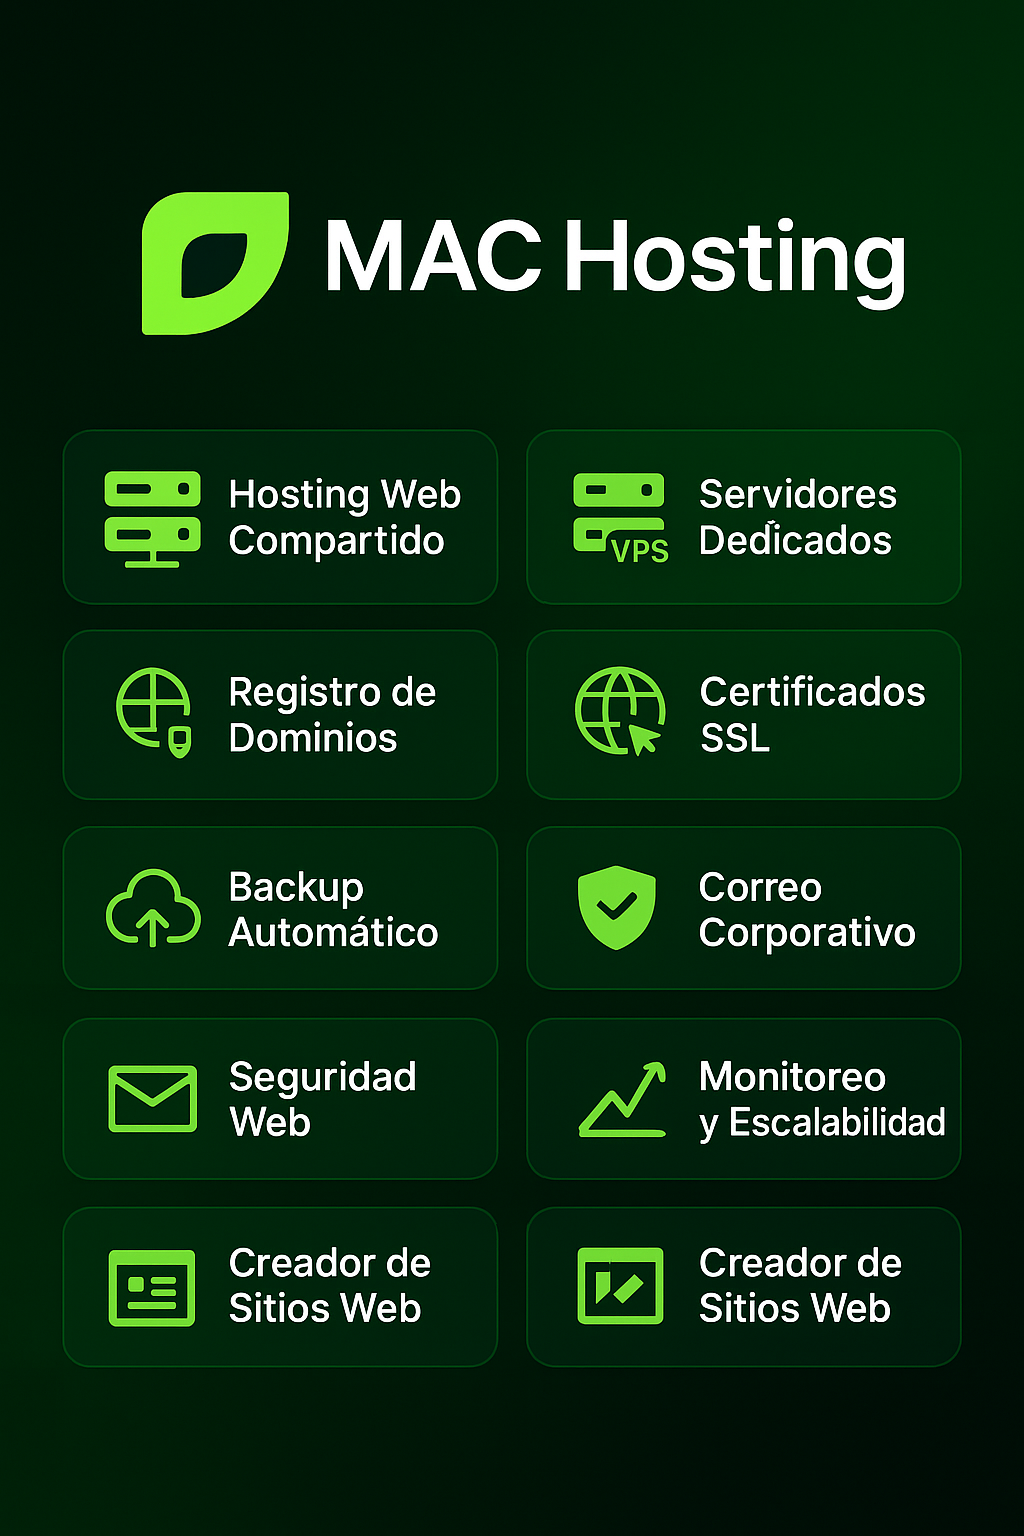 MAC Hosting
Hosting Web
Compartido
VPS
Servidores
Dedicados
Registro de
Dominios
Certificados
SSL
Backup
Automático
Correo
Corporativo
Seguridad
Web
Monitoreo
y Escalabilidad
Creador de
Sitios Web
Creador de
Sitios Web